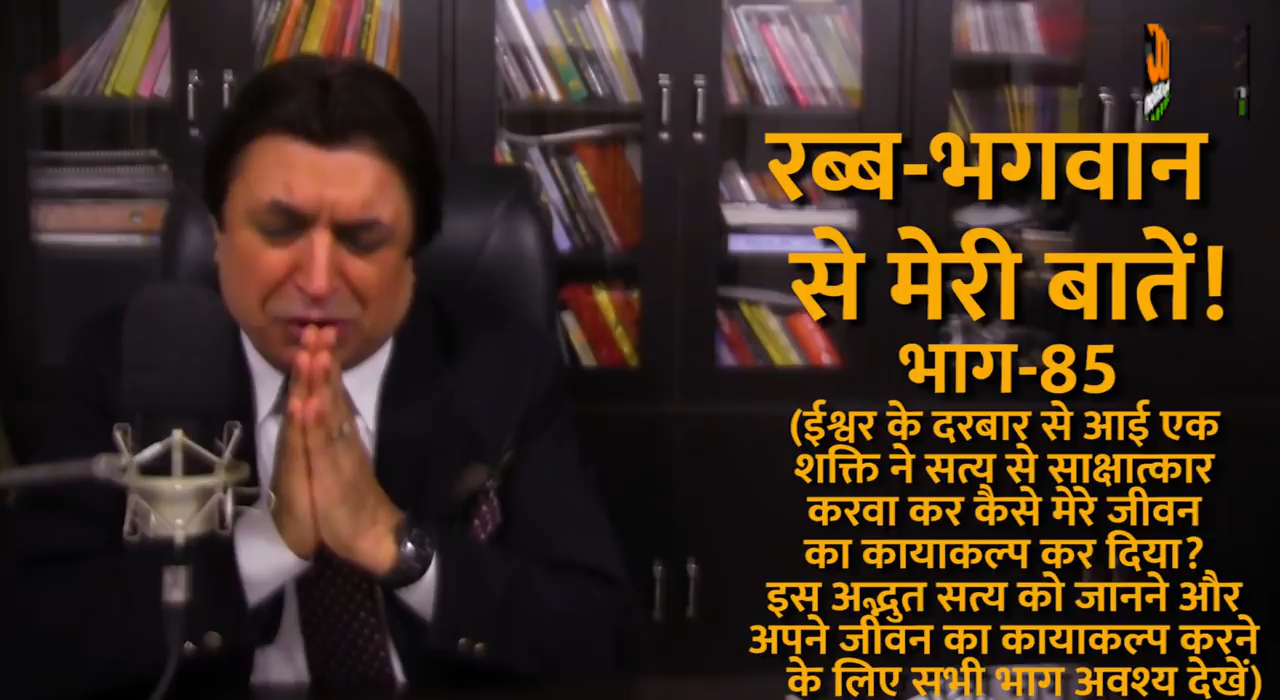 रब्ब-भगवान
से मेरी बातें!
भाग-85
(ईश्वर के दरबार से आई एक
शक्ति ने सत्य से साक्षात्कार
करवा कर कैसे मेरे जीवन
का कायाकल्प कर दिया?
इस अद्भुत सत्य को जानने और
अपने जीवन का कायाकल्प करने
के लिए सभी भाग अवश्य देखें)